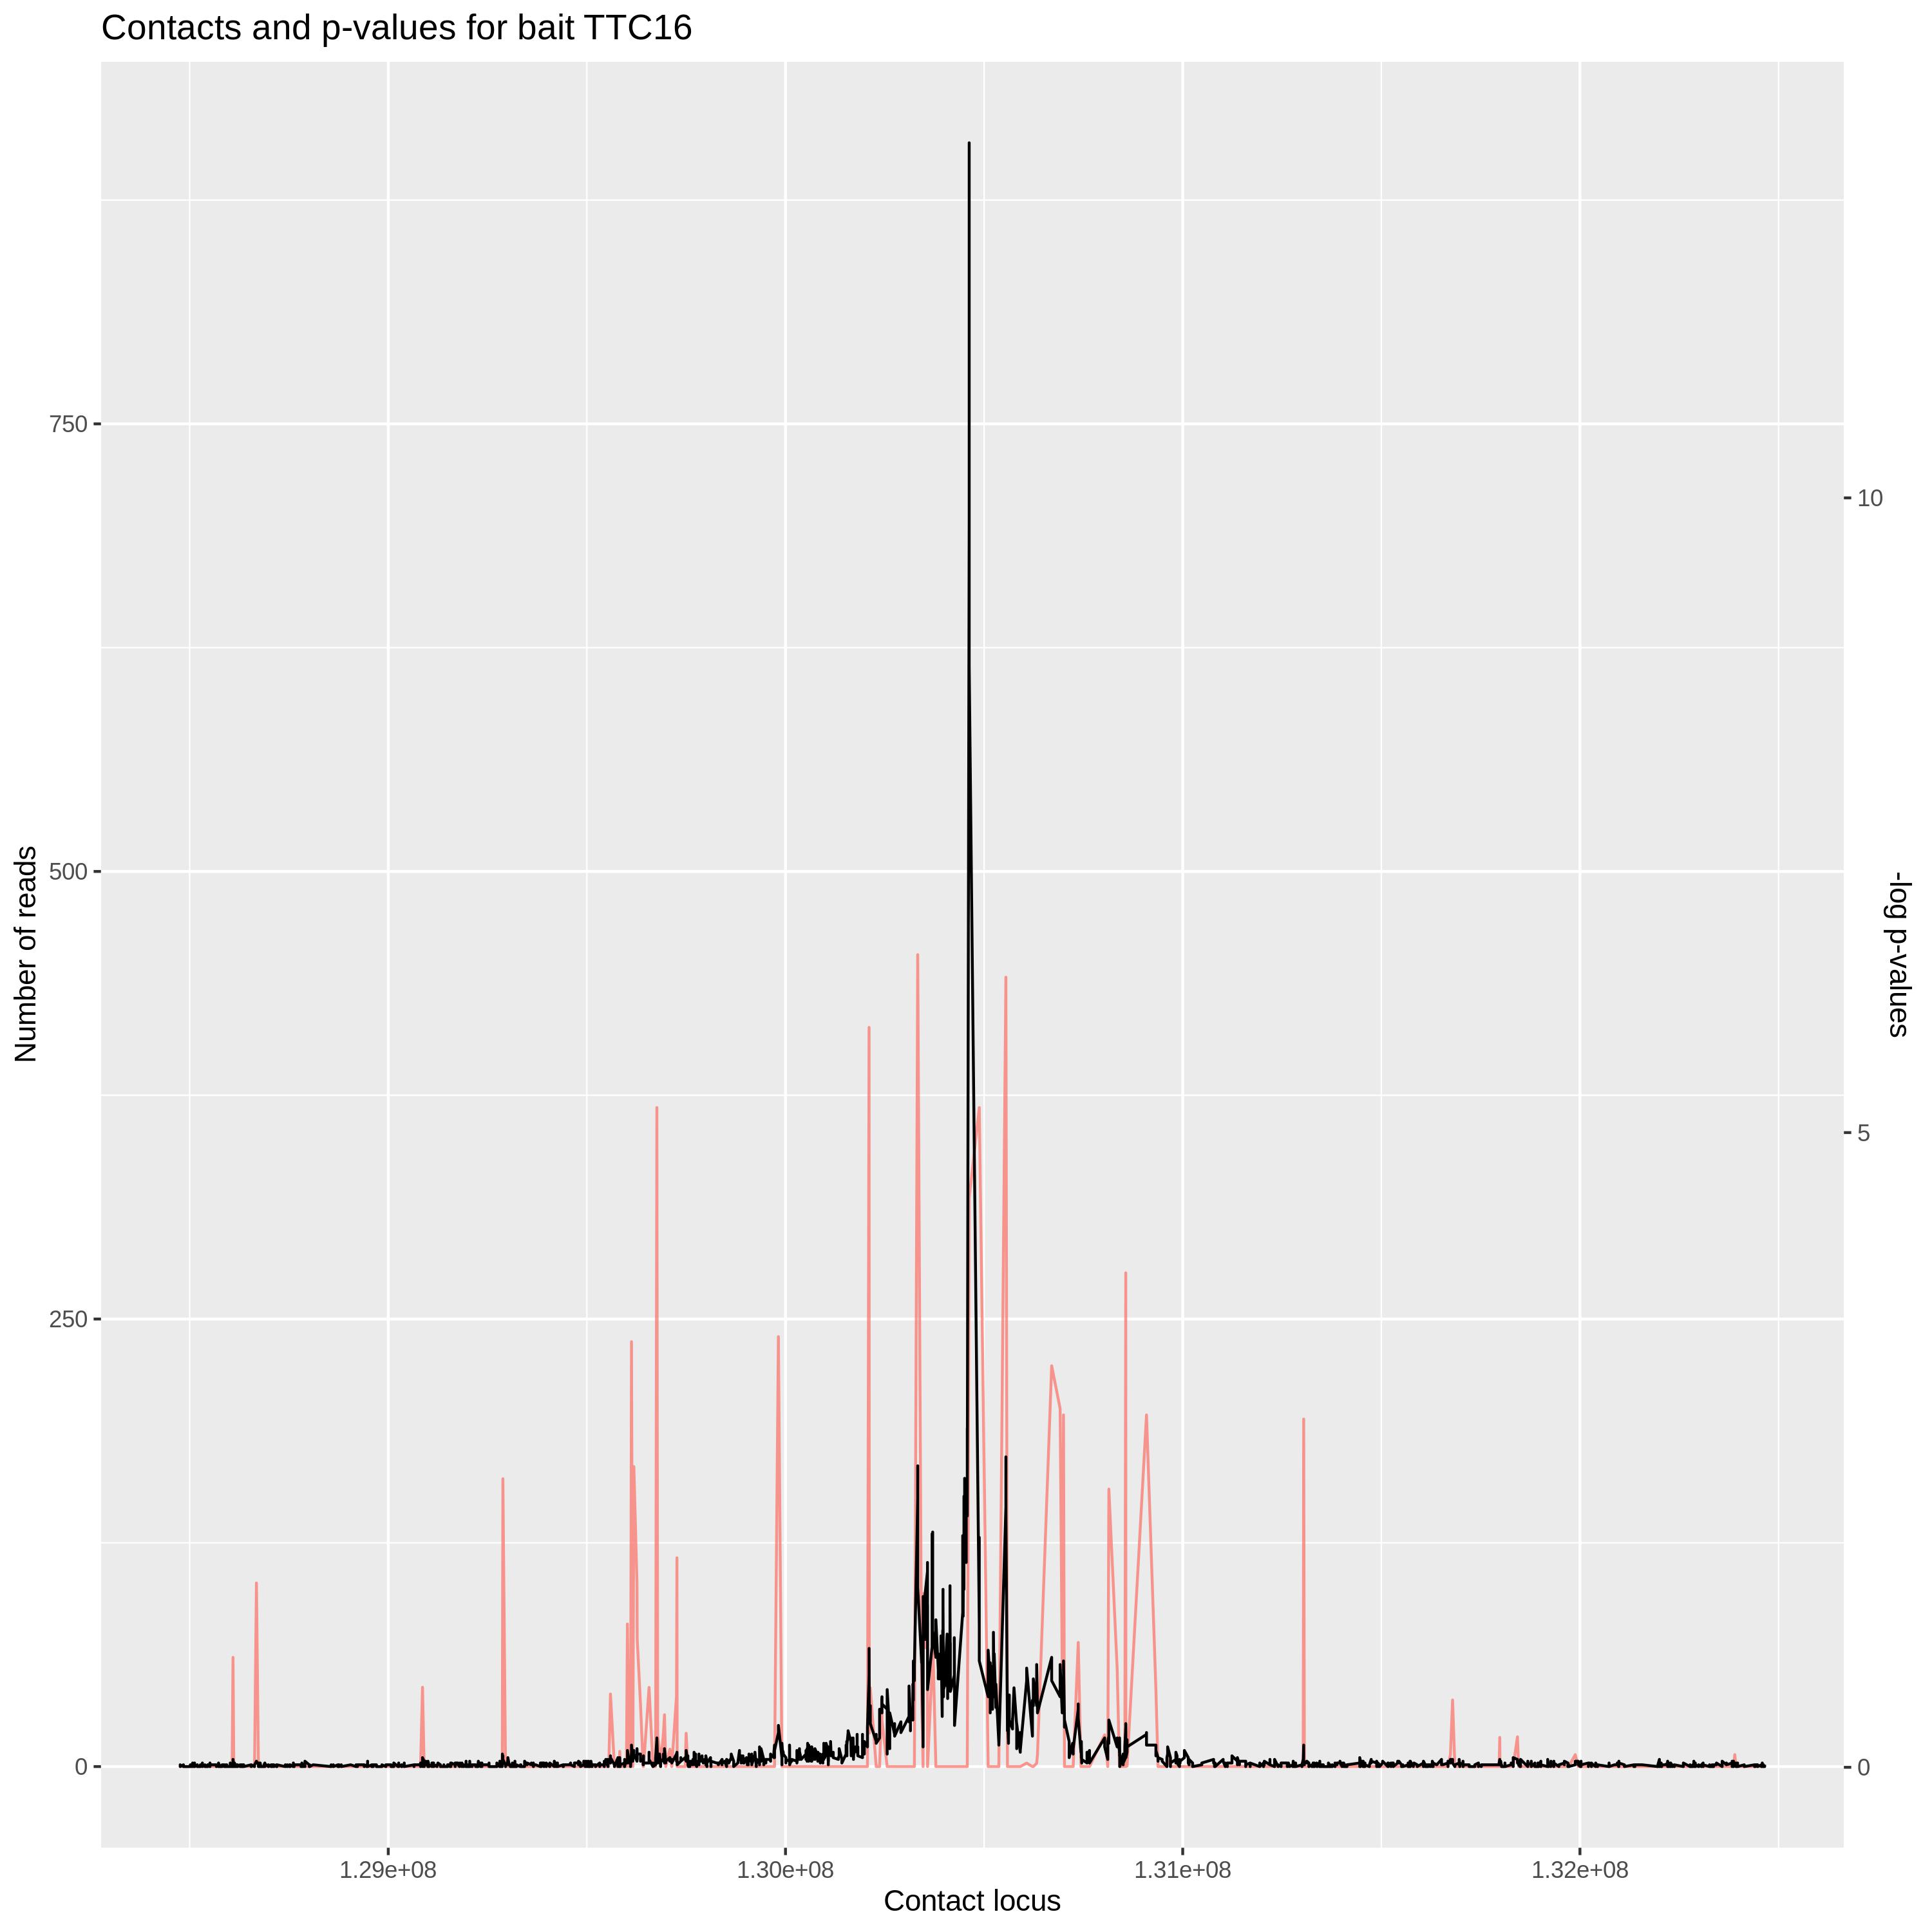 Contacts and p-values for bait TTC16
750
500
250
0
10
5
0
Number of reads
-log p-values
1.29e+08
1.30e+08
1.31e+08
1.32e+08
Contact locus